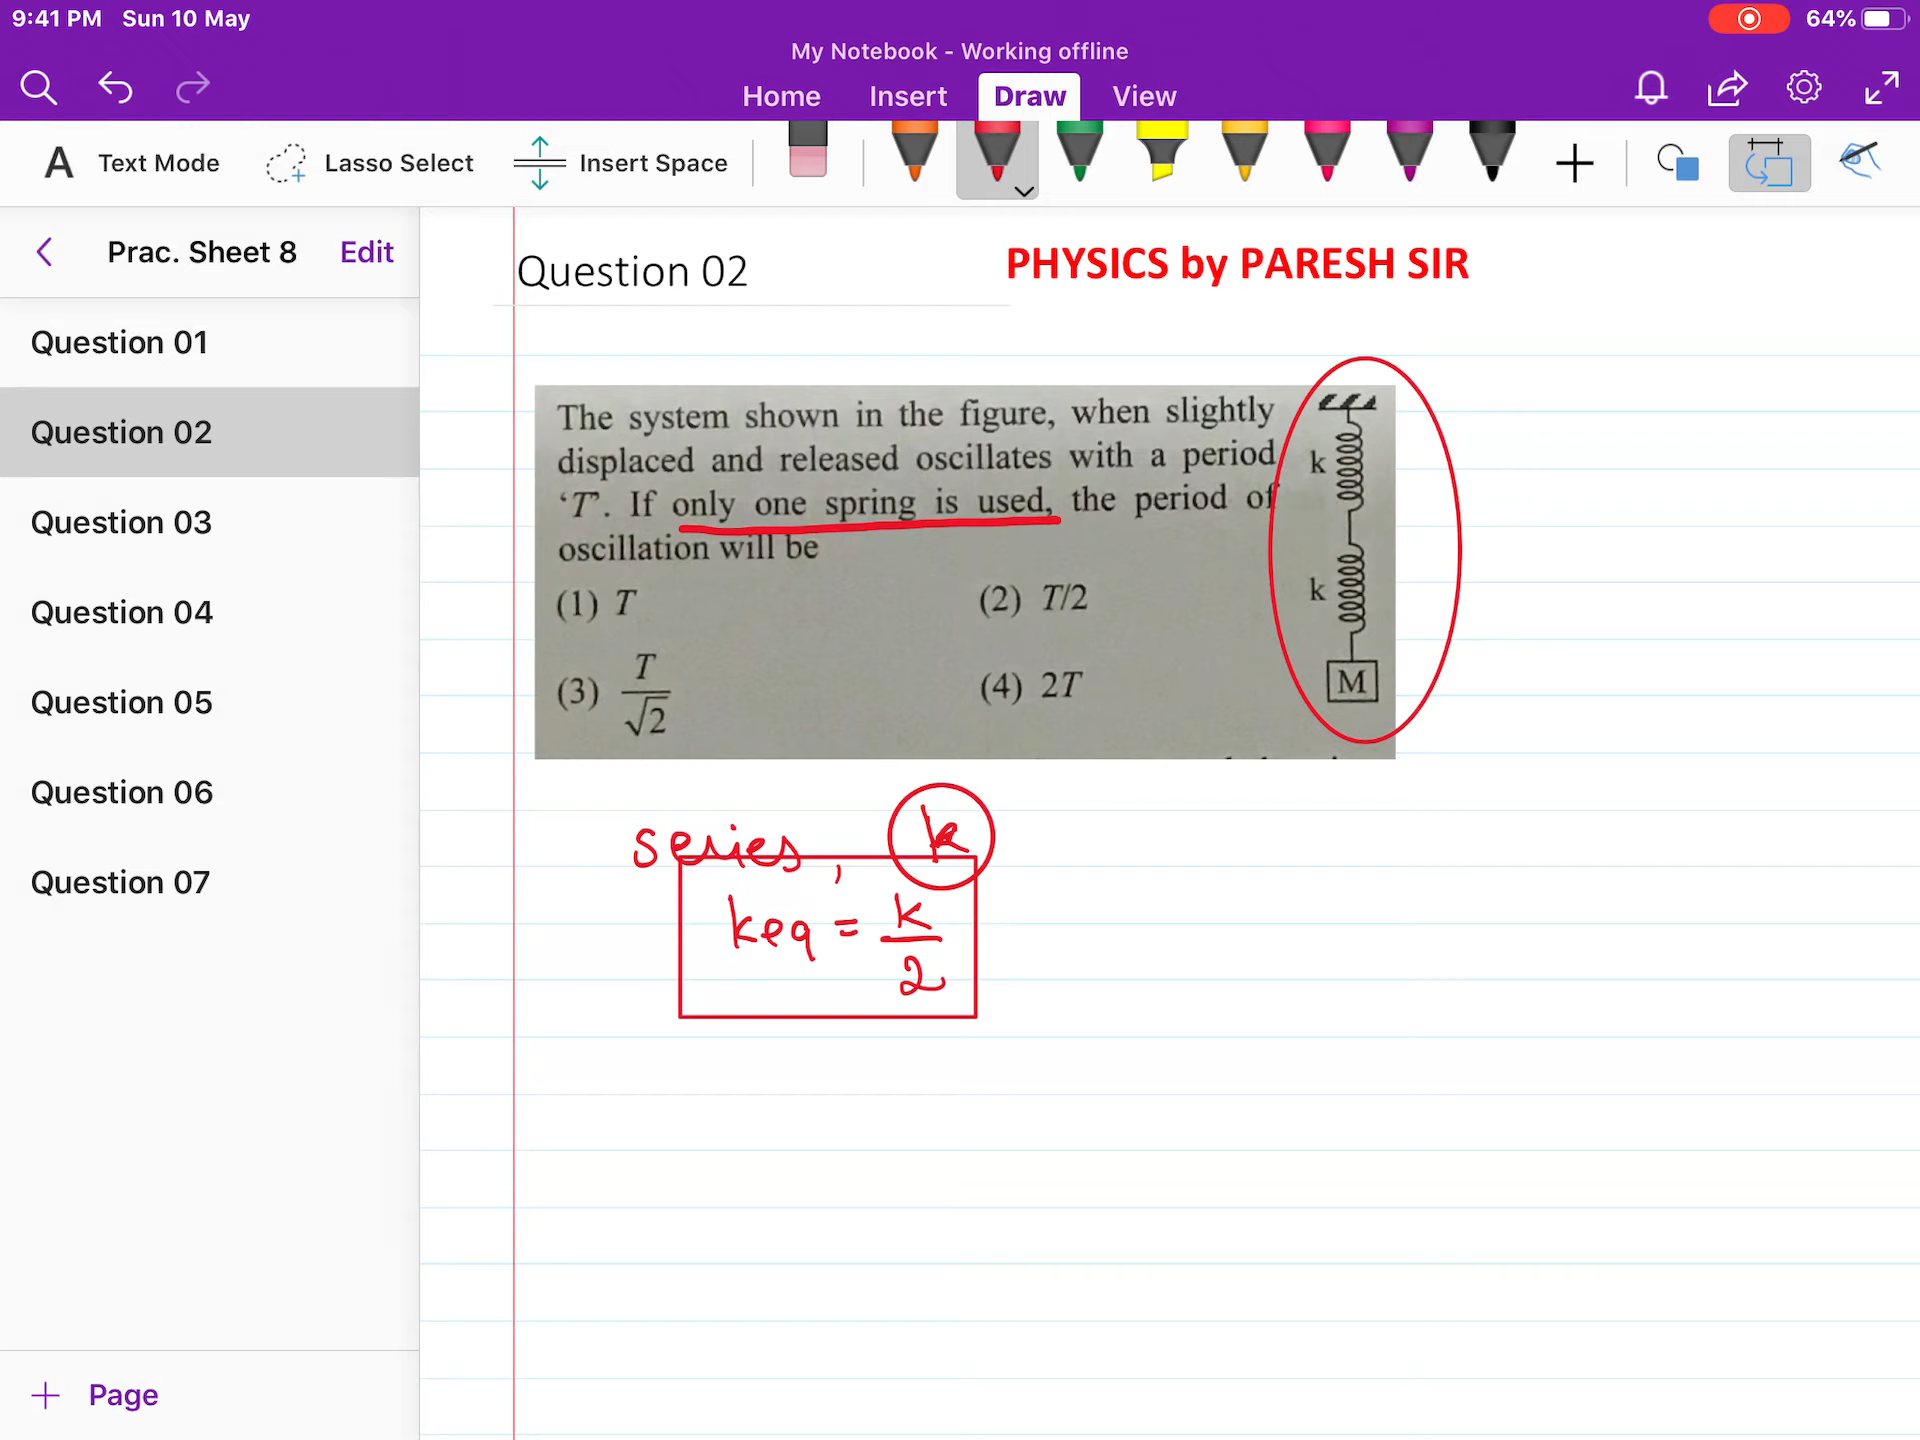 9:41 PM Sun 10 May
64%
My Notebook - Working offline
Home Insert Draw View
A Text Mode Lasso Select Insert Space
Prac. Sheet 8 Edit
Question 01
Question 02
Question 03
Question 04
Question 05
Question 06
Question 07
+ Page
Question 02
PHYSICS by PARESH SIR
The system shown in the figure, when slightly
displaced and released oscillates with a period
‘T’. If only one spring is used, the period of
oscillation will be
(1) T
(2) T/2
(3) T/√2
(4) 2T
k
k
M
series, k
keq = k/2